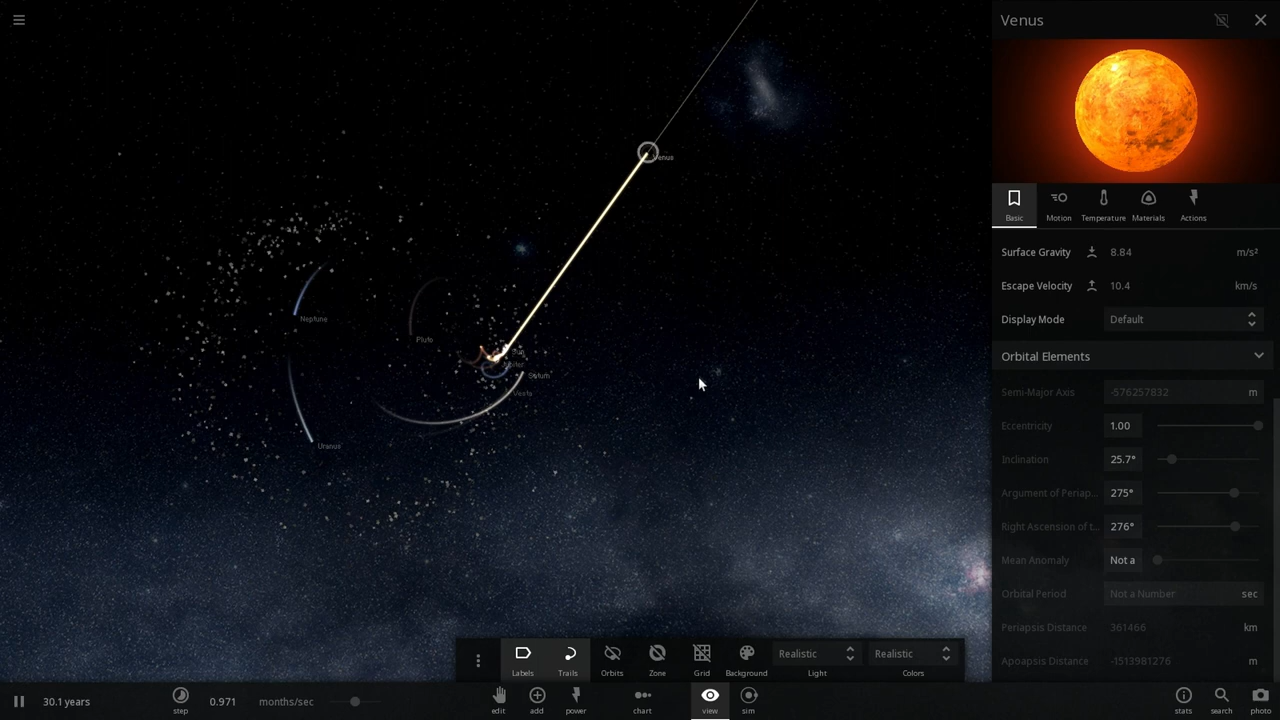 Venus
Venus
Basic
Motion
Temperature
Materials
Actions
Surface Gravity 8.84 m/s²
Escape Velocity 10.4 km/s
Display Mode Default
Orbital Elements
Semi-Major Axis -576257832 m
Eccentricity 1.00
Inclination 25.7°
Argument of Periap... 275°
Right Ascension of t... 276°
Mean Anomaly Not a
Orbital Period Not a Number sec
Periapsis Distance 361466 km
Apoapsis Distance -1513981276 m
Neptune
Pluto
Sun
Saturn
Vesta
Uranus
Labels
Trails
Orbits
Zone
Grid
Background
Realistic
Light
Realistic
Colors
30.1 years
step
0.971 months/sec
edit
add
power
chart
view
sim
stats
search
photo